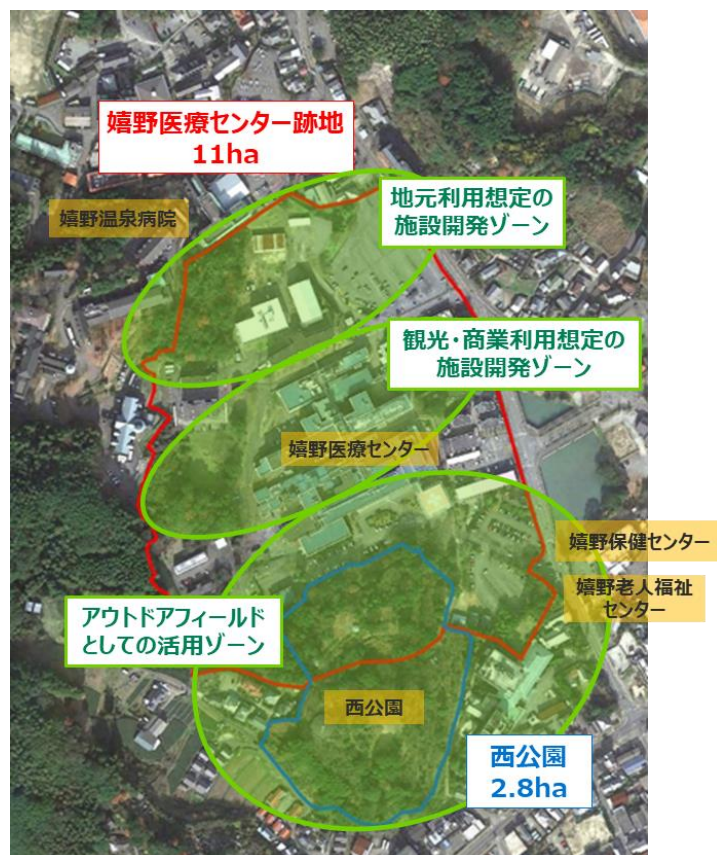 嬉野医療センター跡地
11ha
地元利用想定の
施設開発ゾーン
嬉野温泉病院
観光・商業利用想定の
施設開発ゾーン
嬉野医療センター
嬉野保健センター
嬉野老人福祉
センター
アウトドアフィールド
としての活用ゾーン
西公園
西公園
2.8ha